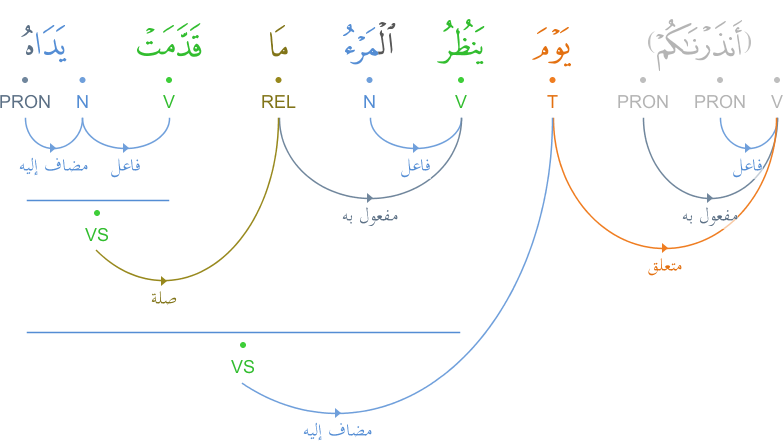 (أَنذَرْنَـٰكُمْ) يَوْمَ يَنظُرُ ٱلْمَرْءُ مَا قَدَّمَتْ يَدَاهُ
V PRON PRON T V N REL V N PRON
فاعل فاعل فاعل مضاف إليه
مفعول به مفعول به
VS
متعلق
صلة
VS
مضاف إليه